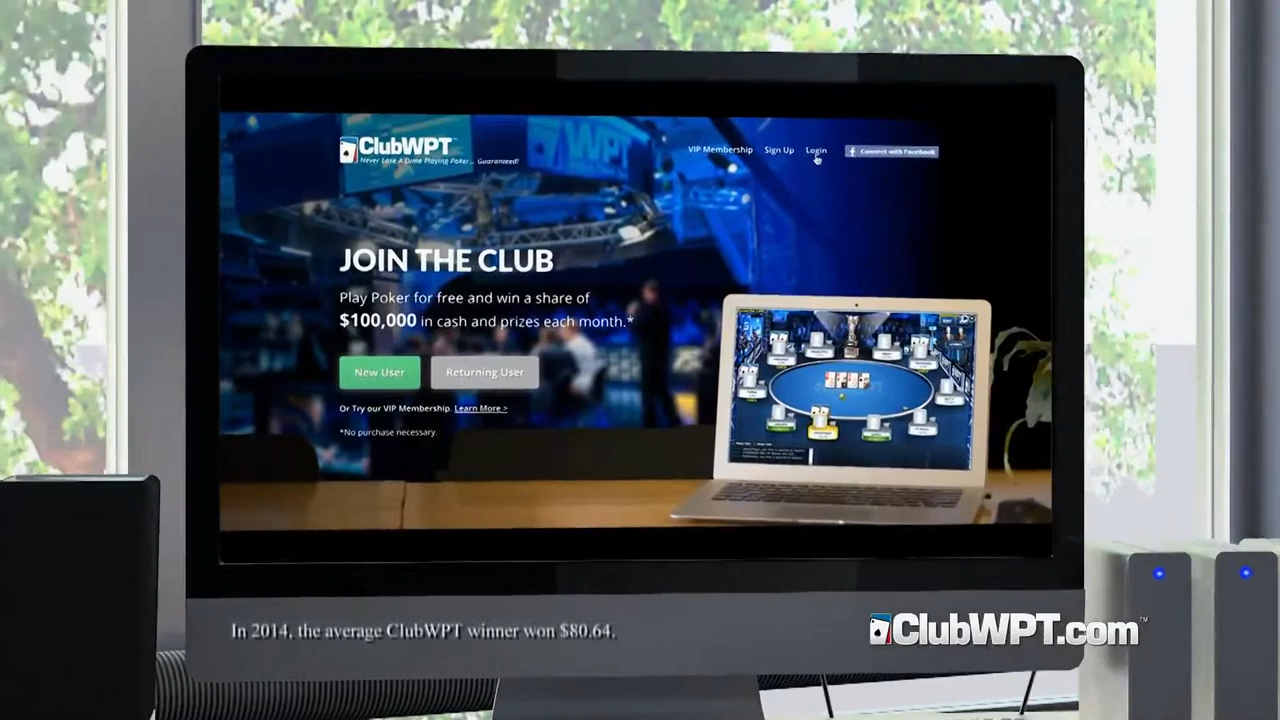 WPT
ClubWPT™
Never Lose A Dime Playing Poker... Guaranteed!
VIP Membership Sign Up Login Connect with Facebook
JOIN THE CLUB
Play Poker for free and win a share of
$100,000 in cash and prizes each month.*
New User Returning User
Or Try our VIP Membership. Learn More >
*No purchase necessary.
In 2014, the average ClubWPT winner won $80.64.
ClubWPT.com™